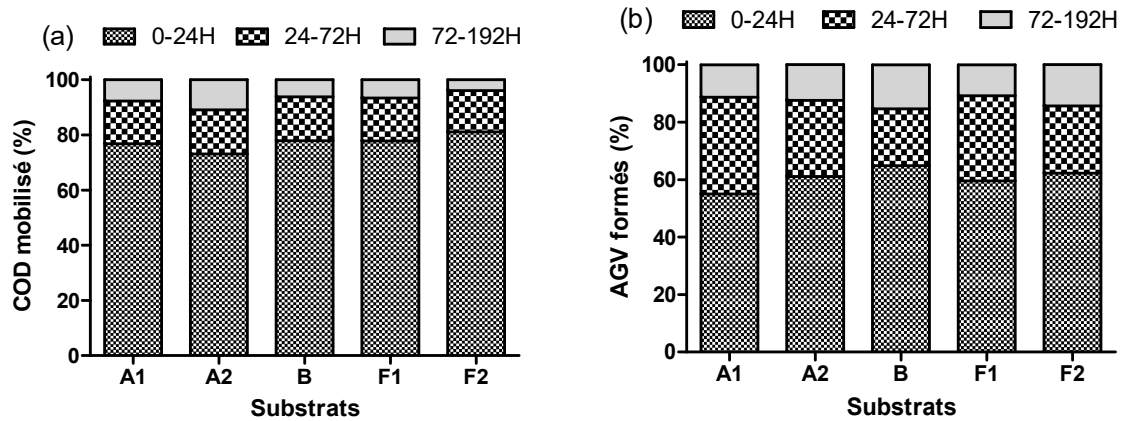 (a) 0-24H 24-72H 72-192H
COD mobilisé (%)
100
80
60
40
20
0
A1 A2 B F1 F2
Substrats
(b) 0-24H 24-72H 72-192H
AGV formés (%)
100
80
60
40
20
0
A1 A2 B F1 F2
Substrats